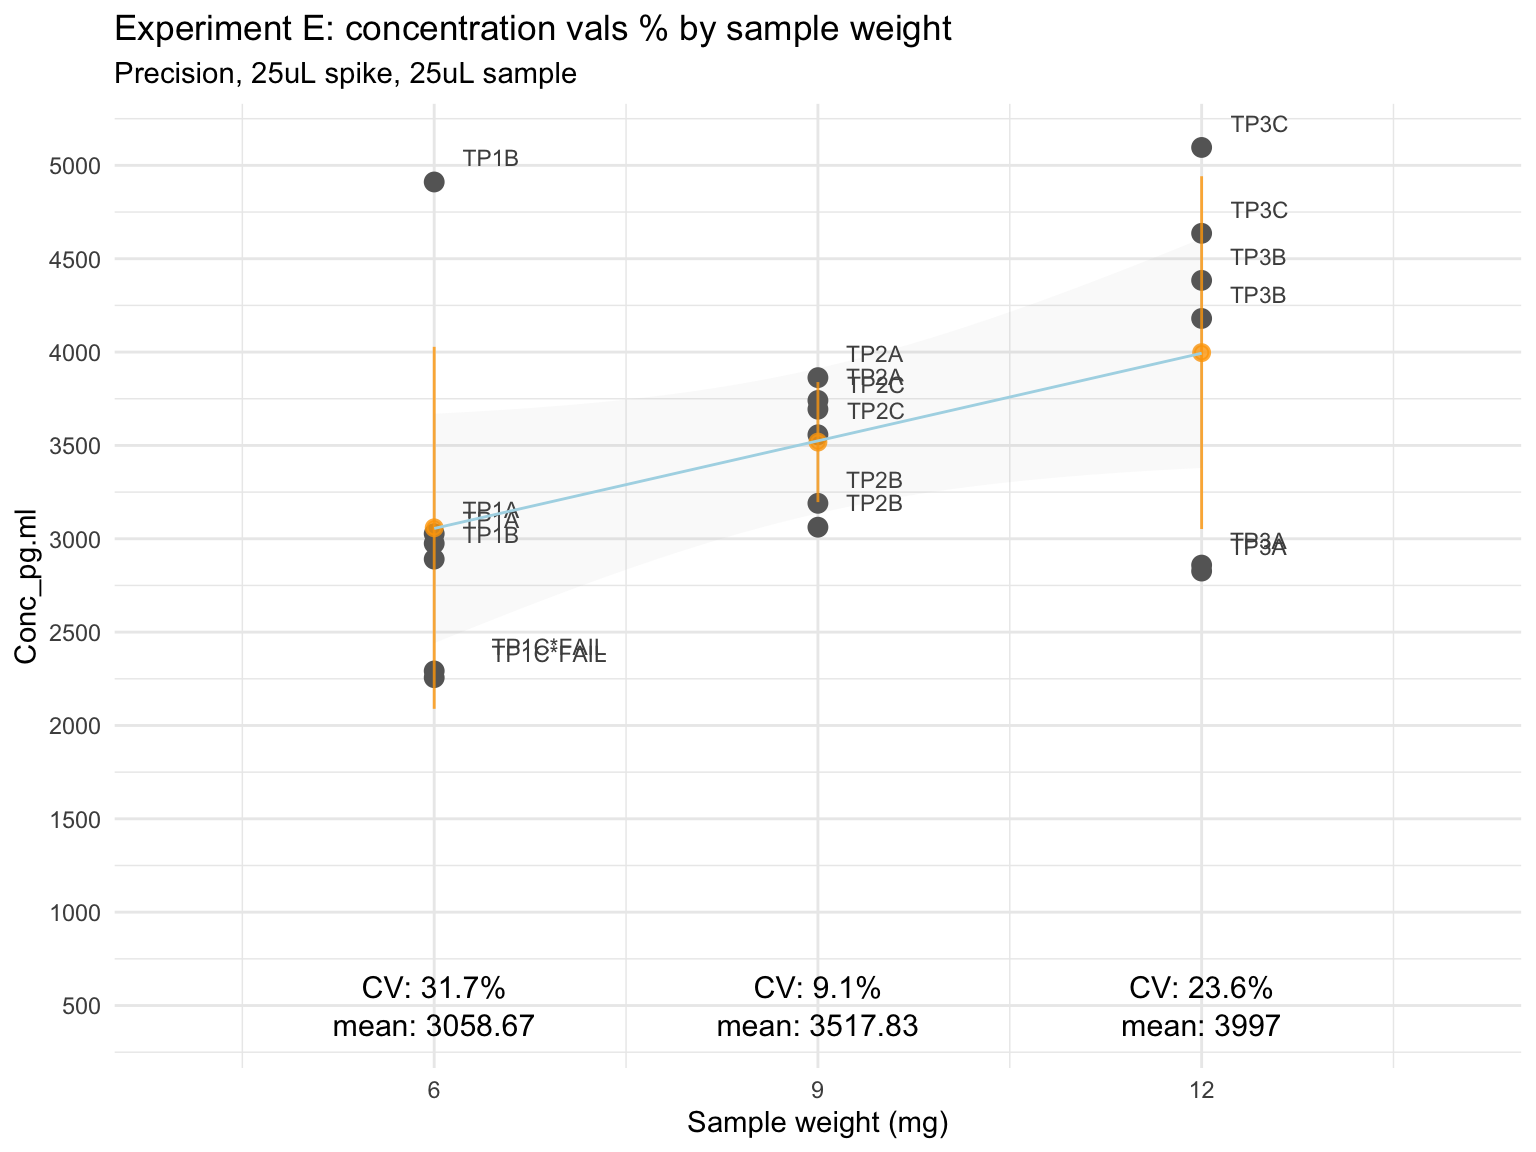 Experiment E: concentration vals % by sample weight
Precision, 25uL spike, 25uL sample
Conc_pg.ml
5000
4500
4000
3500
3000
2500
2000
1500
1000
500
TP1B
TP1A
TP1A
TP1B
TP1C*FAIL
TP1C*FAIL
TP2A
TP2A
TP2C
TP2C
TP2B
TP2B
TP3C
TP3C
TP3B
TP3B
TP3A
TP3A
CV: 31.7%
mean: 3058.67
CV: 9.1%
mean: 3517.83
CV: 23.6%
mean: 3997
6
9
12
Sample weight (mg)